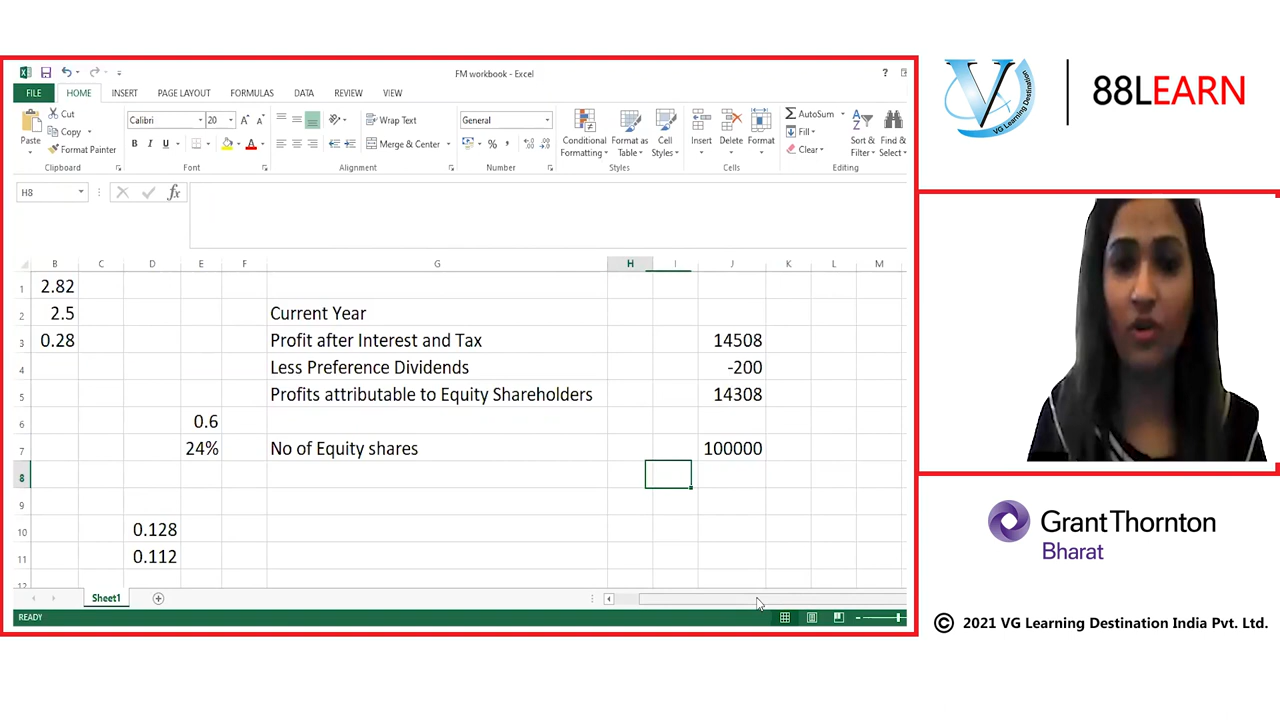 FM workbook - Excel
?
FILE HOME INSERT PAGE LAYOUT FORMULAS DATA REVIEW VIEW
Cut
Copy
Format Painter
Paste
Clipboard
Calibri 20
A A
B I U A
Font
Wrap Text
Merge & Center
Alignment
General
% ,
Number
Conditional Formatting
Format as Table
Cell Styles
Styles
Insert Delete Format
Cells
AutoSum
Fill
Clear
Sort & Filter
Find & Select
Editing
H8 fx
B C D E F G H I J K L M
1 2.82
2 2.5 Current Year
3 0.28 Profit after Interest and Tax 14508
4 Less Preference Dividends -200
5 Profits attributable to Equity Shareholders 14308
6 0.6
7 24% No of Equity shares 100000
8
9
10 0.128
11 0.112
12
Sheet1
READY
V
VG Learning Destination
88LEARN
Grant Thornton
Bharat
© 2021 VG Learning Destination India Pvt. Ltd.